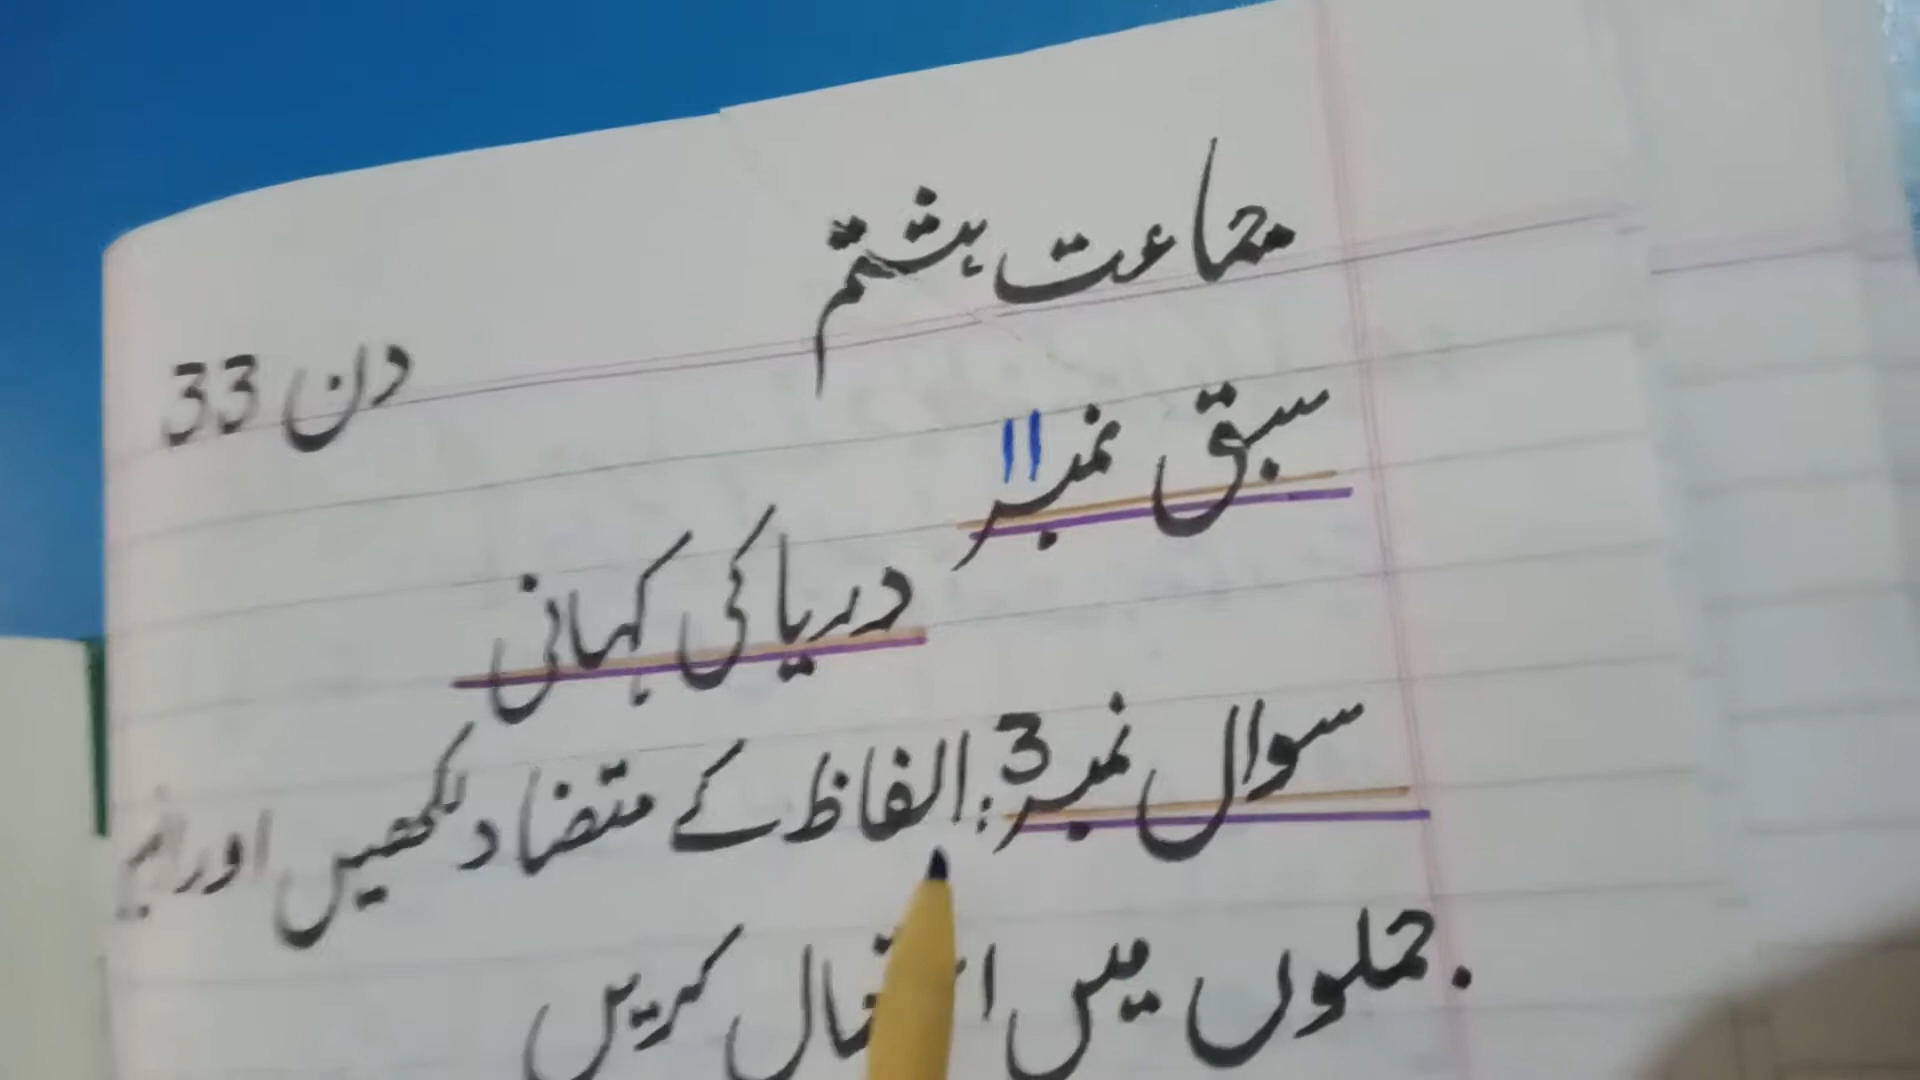 جماعت ہشتم
دن 33
سبق نمبر 11
دریا کی کہانی
سوال نمبر 3: الفاظ کے متضاد لکھیں اور
جملوں میں کریں